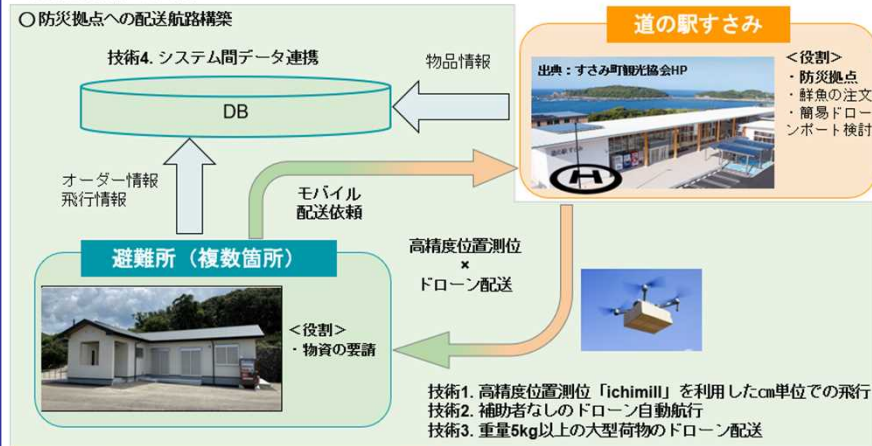 〇防災拠点への配送航路構築
技術4. システム間データ連携
DB
物品情報
道の駅すさみ
出典：すさみ町観光協会HP
＜役割＞
・防災拠点
・鮮魚の注文
・簡易ドロー
ンポート検討
H
オーダー情報
飛行情報
モバイル
配送依頼
避難所（複数箇所）
＜役割＞
・物資の要請
高精度位置測位
×
ドローン配送
技術1. 高精度位置測位「ichimill」を利用した㎝単位での飛行
技術2. 補助者なしのドローン自動航行
技術3. 重量5kg以上の大型荷物のドローン配送